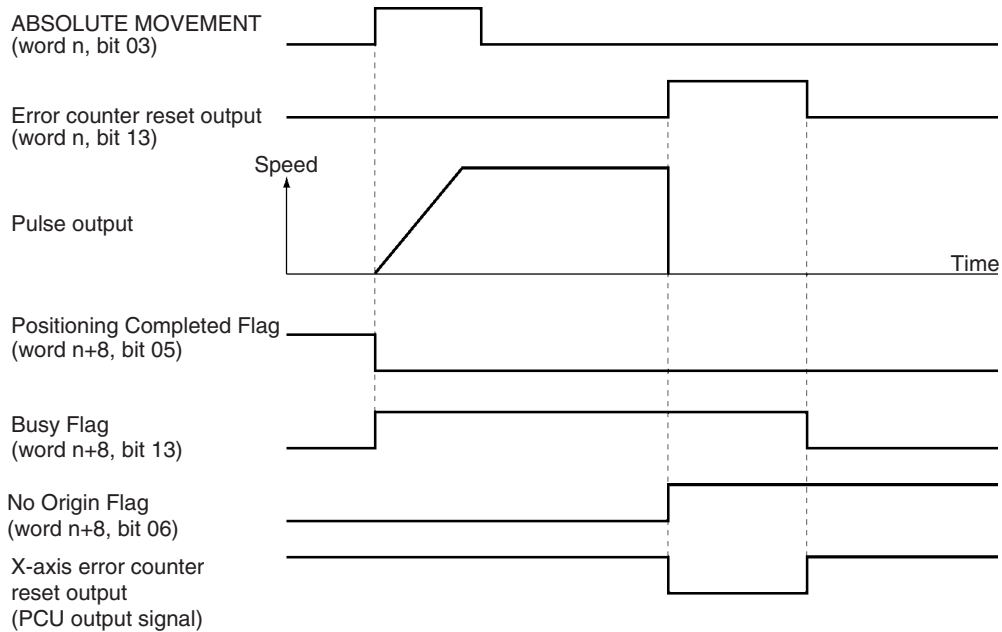 ABSOLUTE MOVEMENT
(word n, bit 03)
Error counter reset output
(word n, bit 13)
Speed
Pulse output
Time
Positioning Completed Flag
(word n+8, bit 05)
Busy Flag
(word n+8, bit 13)
No Origin Flag
(word n+8, bit 06)
X-axis error counter
reset output
(PCU output signal)